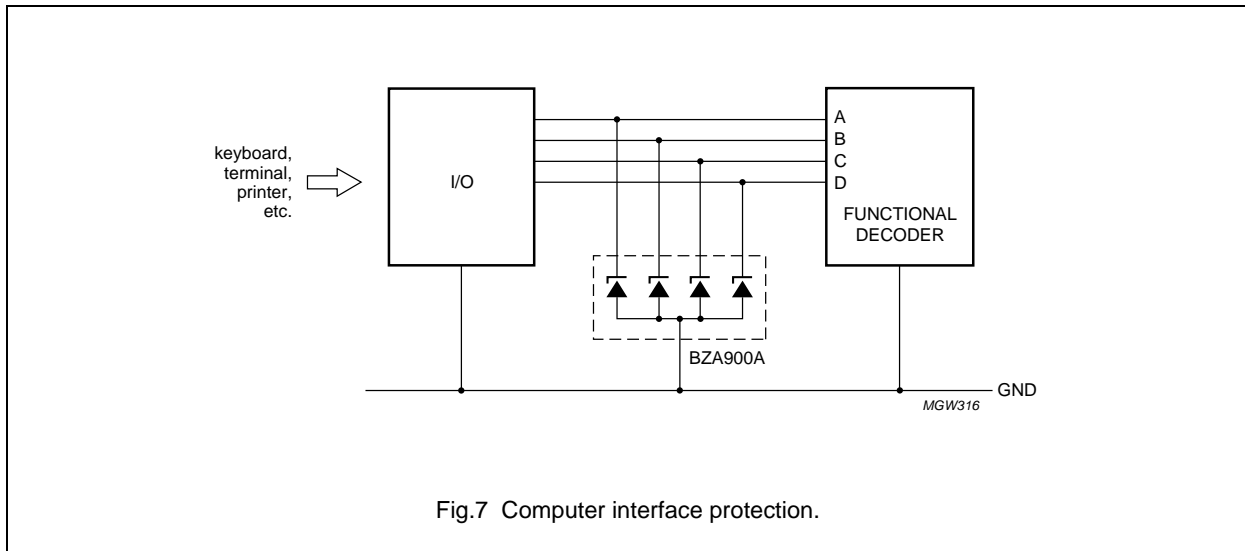 keyboard,
terminal,
printer,
etc.
I/O
A
B
C
D
FUNCTIONAL
DECODER
BZA900A
GND
MGW316
Fig.7 Computer interface protection.